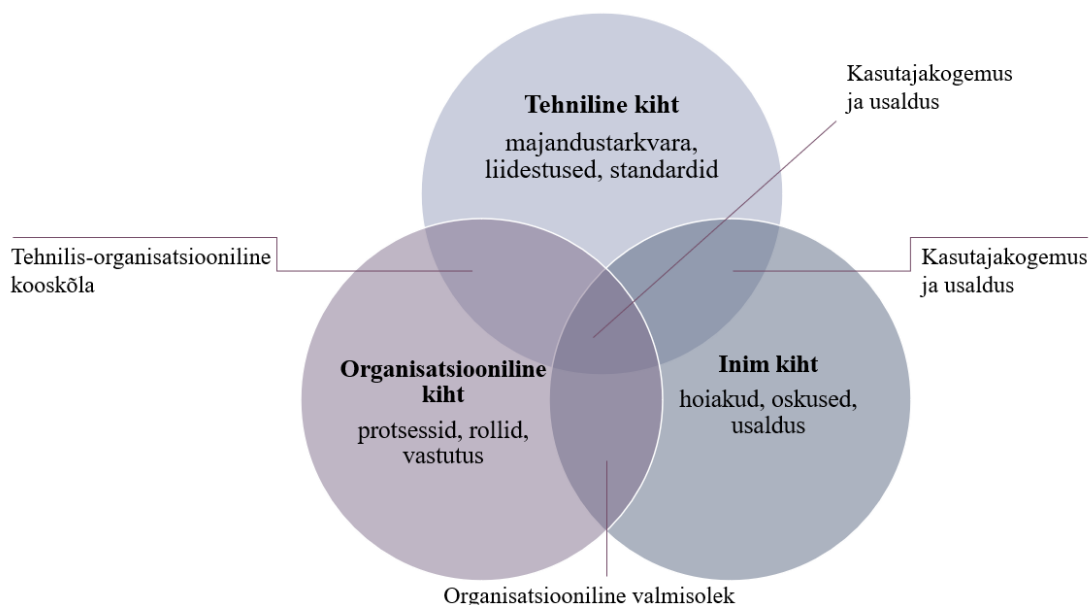 Kasutajakogemus
ja usaldus
Tehniline kiht
majandustarkvara,
liidestused, standardid
Tehnilis-organisatsiooniline
kooskõla
Kasutajakogemus
ja usaldus
Organisatsiooniline
kiht
protsessid, rollid,
vastutus
Inim kiht
hoiakud, oskused,
usaldus
Organisatsiooniline valmisolek